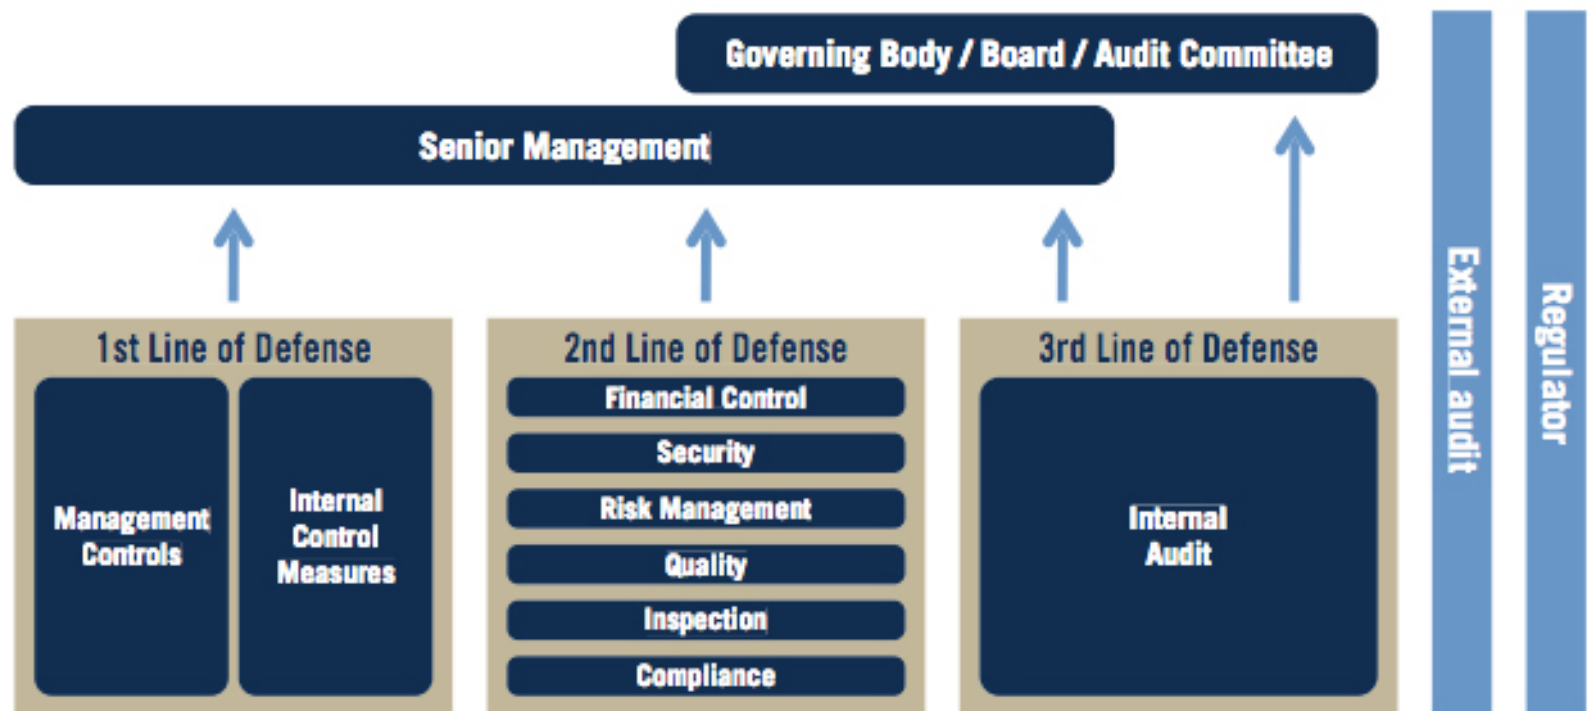 Governing Body / Board / Audit Committee
Senior Management
1st Line of Defense
Management
Controls
Internal
Control
Measures
2nd Line of Defense
Financial Control
Security
Risk Management
Quality
Inspection
Compliance
3rd Line of Defense
Internal
Audit
External audit
Regulator